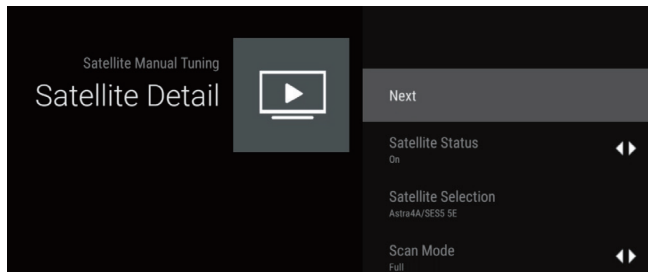 Satellite Manual Tuning
Satellite Detail
Next
Satellite Status
On
Satellite Selection
Astra4A/SES5 5E
Scan Mode
Full